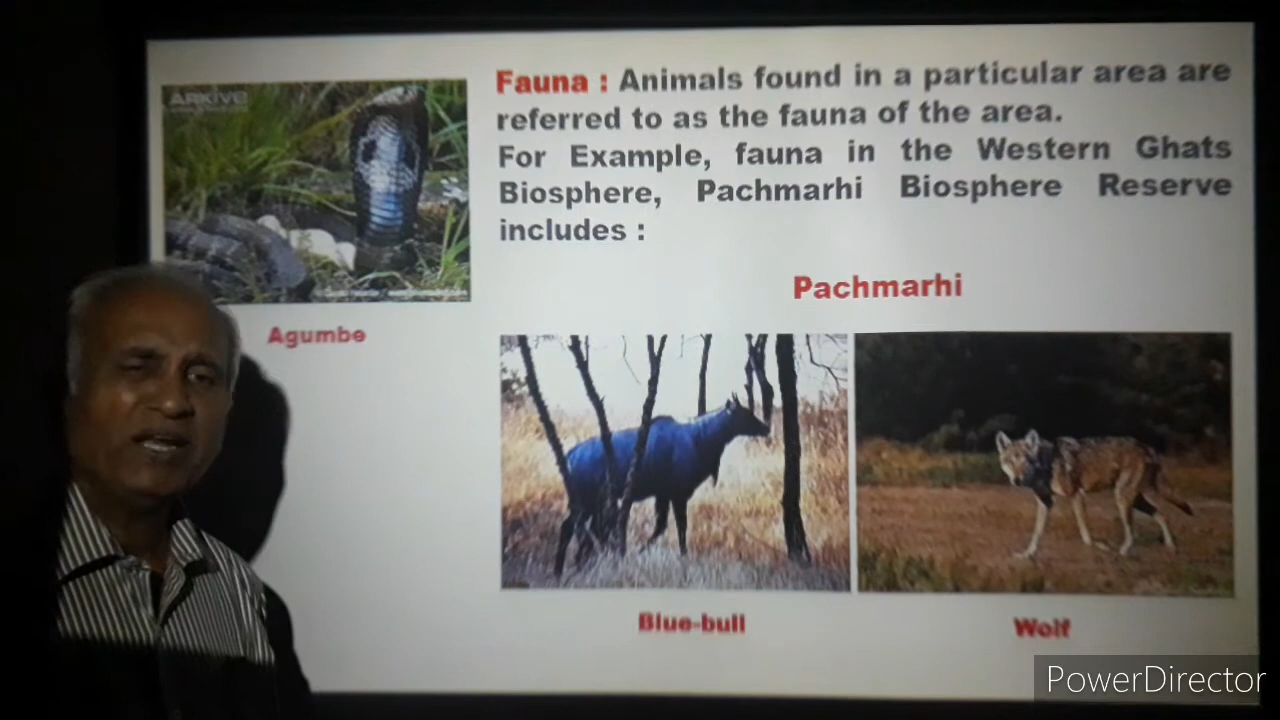 ARKIVE
Fauna : Animals found in a particular area are
referred to as the fauna of the area.
For Example, fauna in the Western Ghats
Biosphere, Pachmarhi Biosphere Reserve
includes :
Pachmarhi
Agumbe
Blue-bull
Wolf
PowerDirector